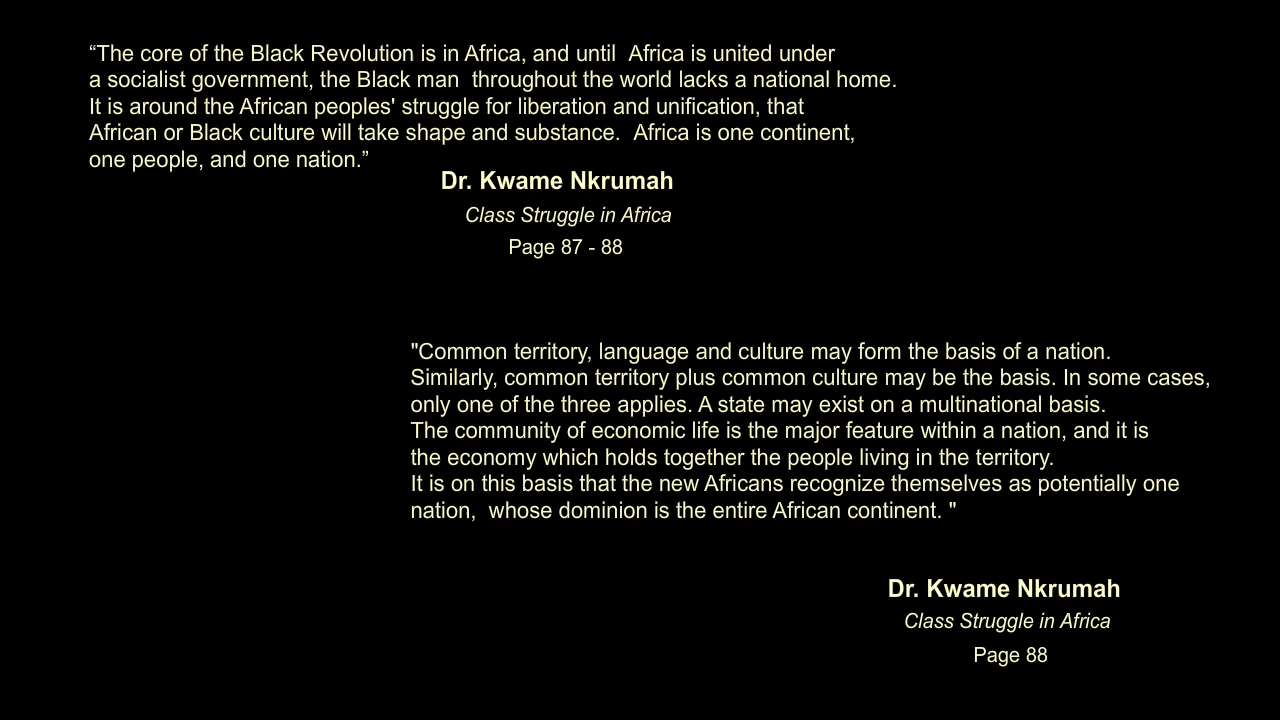 “The core of the Black Revolution is in Africa, and until  Africa is united under
a socialist government, the Black man  throughout the world lacks a national home.
It is around the African peoples' struggle for liberation and unification, that
African or Black culture will take shape and substance.  Africa is one continent,
one people, and one nation.”
Dr. Kwame Nkrumah
Class Struggle in Africa
Page 87 - 88
"Common territory, language and culture may form the basis of a nation.
Similarly, common territory plus common culture may be the basis. In some cases,
only one of the three applies. A state may exist on a multinational basis.
The community of economic life is the major feature within a nation, and it is
the economy which holds together the people living in the territory.
It is on this basis that the new Africans recognize themselves as potentially one
nation,  whose dominion is the entire African continent. "
Dr. Kwame Nkrumah
Class Struggle in Africa
Page 88